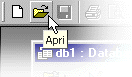 Apri
db1 : Datab